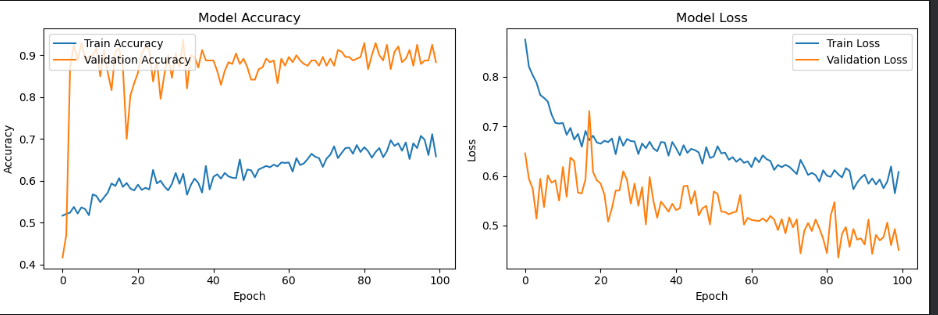 Model Accuracy
Train Accuracy
Validation Accuracy
Accuracy
0.9
0.8
0.7
0.6
0.5
0.4
0 20 40 60 80 100
Epoch
Model Loss
Train Loss
Validation Loss
Loss
0.8
0.7
0.6
0.5
0 20 40 60 80 100
Epoch